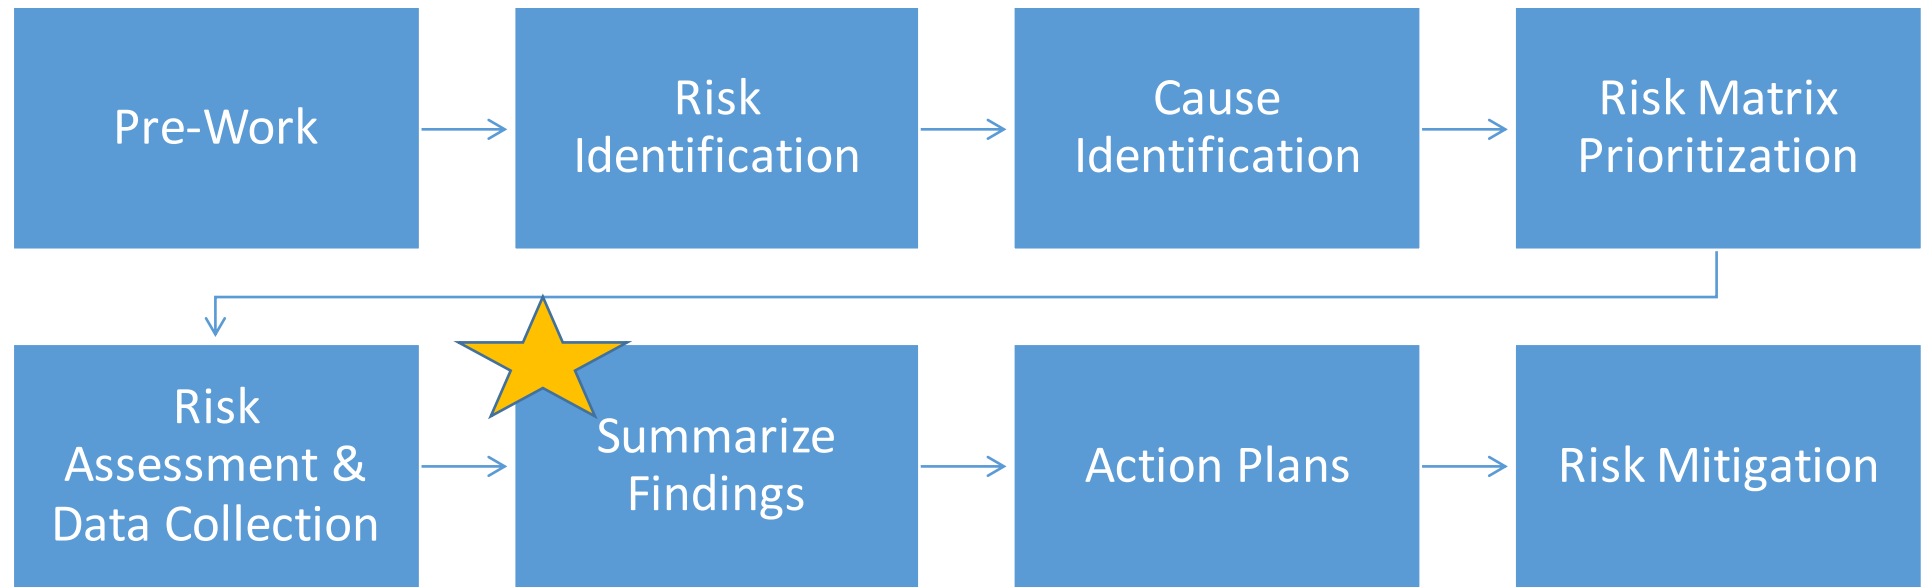 Pre-Work
Risk
Identification
Cause
Identification
Risk Matrix
Prioritization
Risk
Assessment &
Data Collection
Summarize
Findings
Action Plans
Risk Mitigation